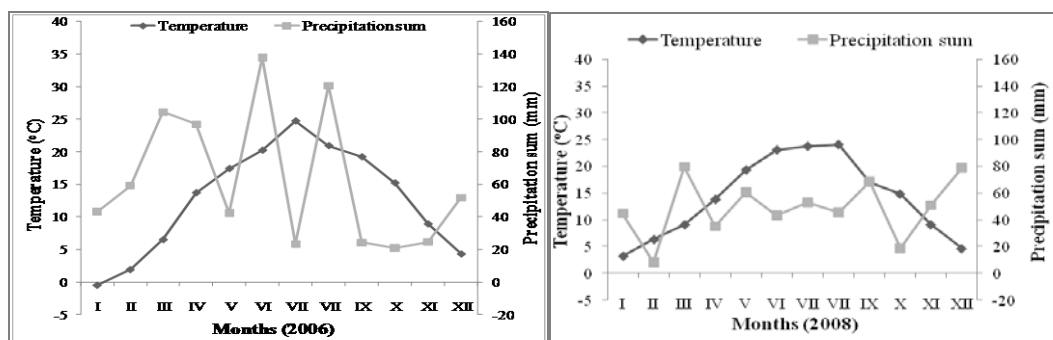 Temperature Precipitation sum
40 160
35 140
30 120
25 100
20 80
15 60
10 40
5 20
0 0
-5 -20
Temperature (°C)
Precipitation sum (mm)
I II III IV V VI VII VII IX X XI XII
Months (2006)
Temperature Precipitation sum
40 160
35 140
30 120
25 100
20 80
15 60
10 40
5 20
0 0
-5 -20
Temperature (°C)
Precipitation sum (mm)
I II III IV V VI VII VII IX X XI XII
Months (2008)